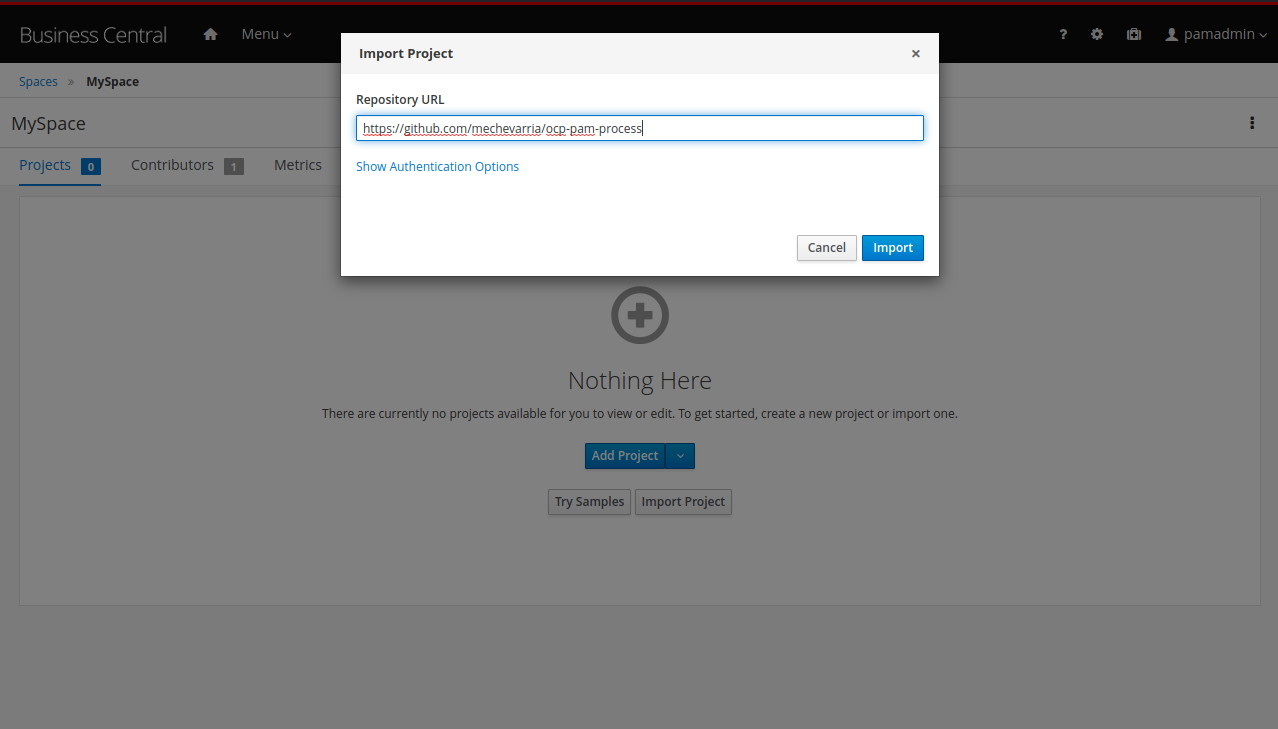 Business Central Menu ? pamadmin
Import Project ×
Spaces » MySpace
Repository URL
MySpace
https://github.com/mechevarria/ocp-pam-process
Projects 0 Contributors 1 Metrics
Show Authentication Options
Cancel Import
Nothing Here
There are currently no projects available for you to view or edit. To get started, create a new project or import one.
Add Project
Try Samples Import Project